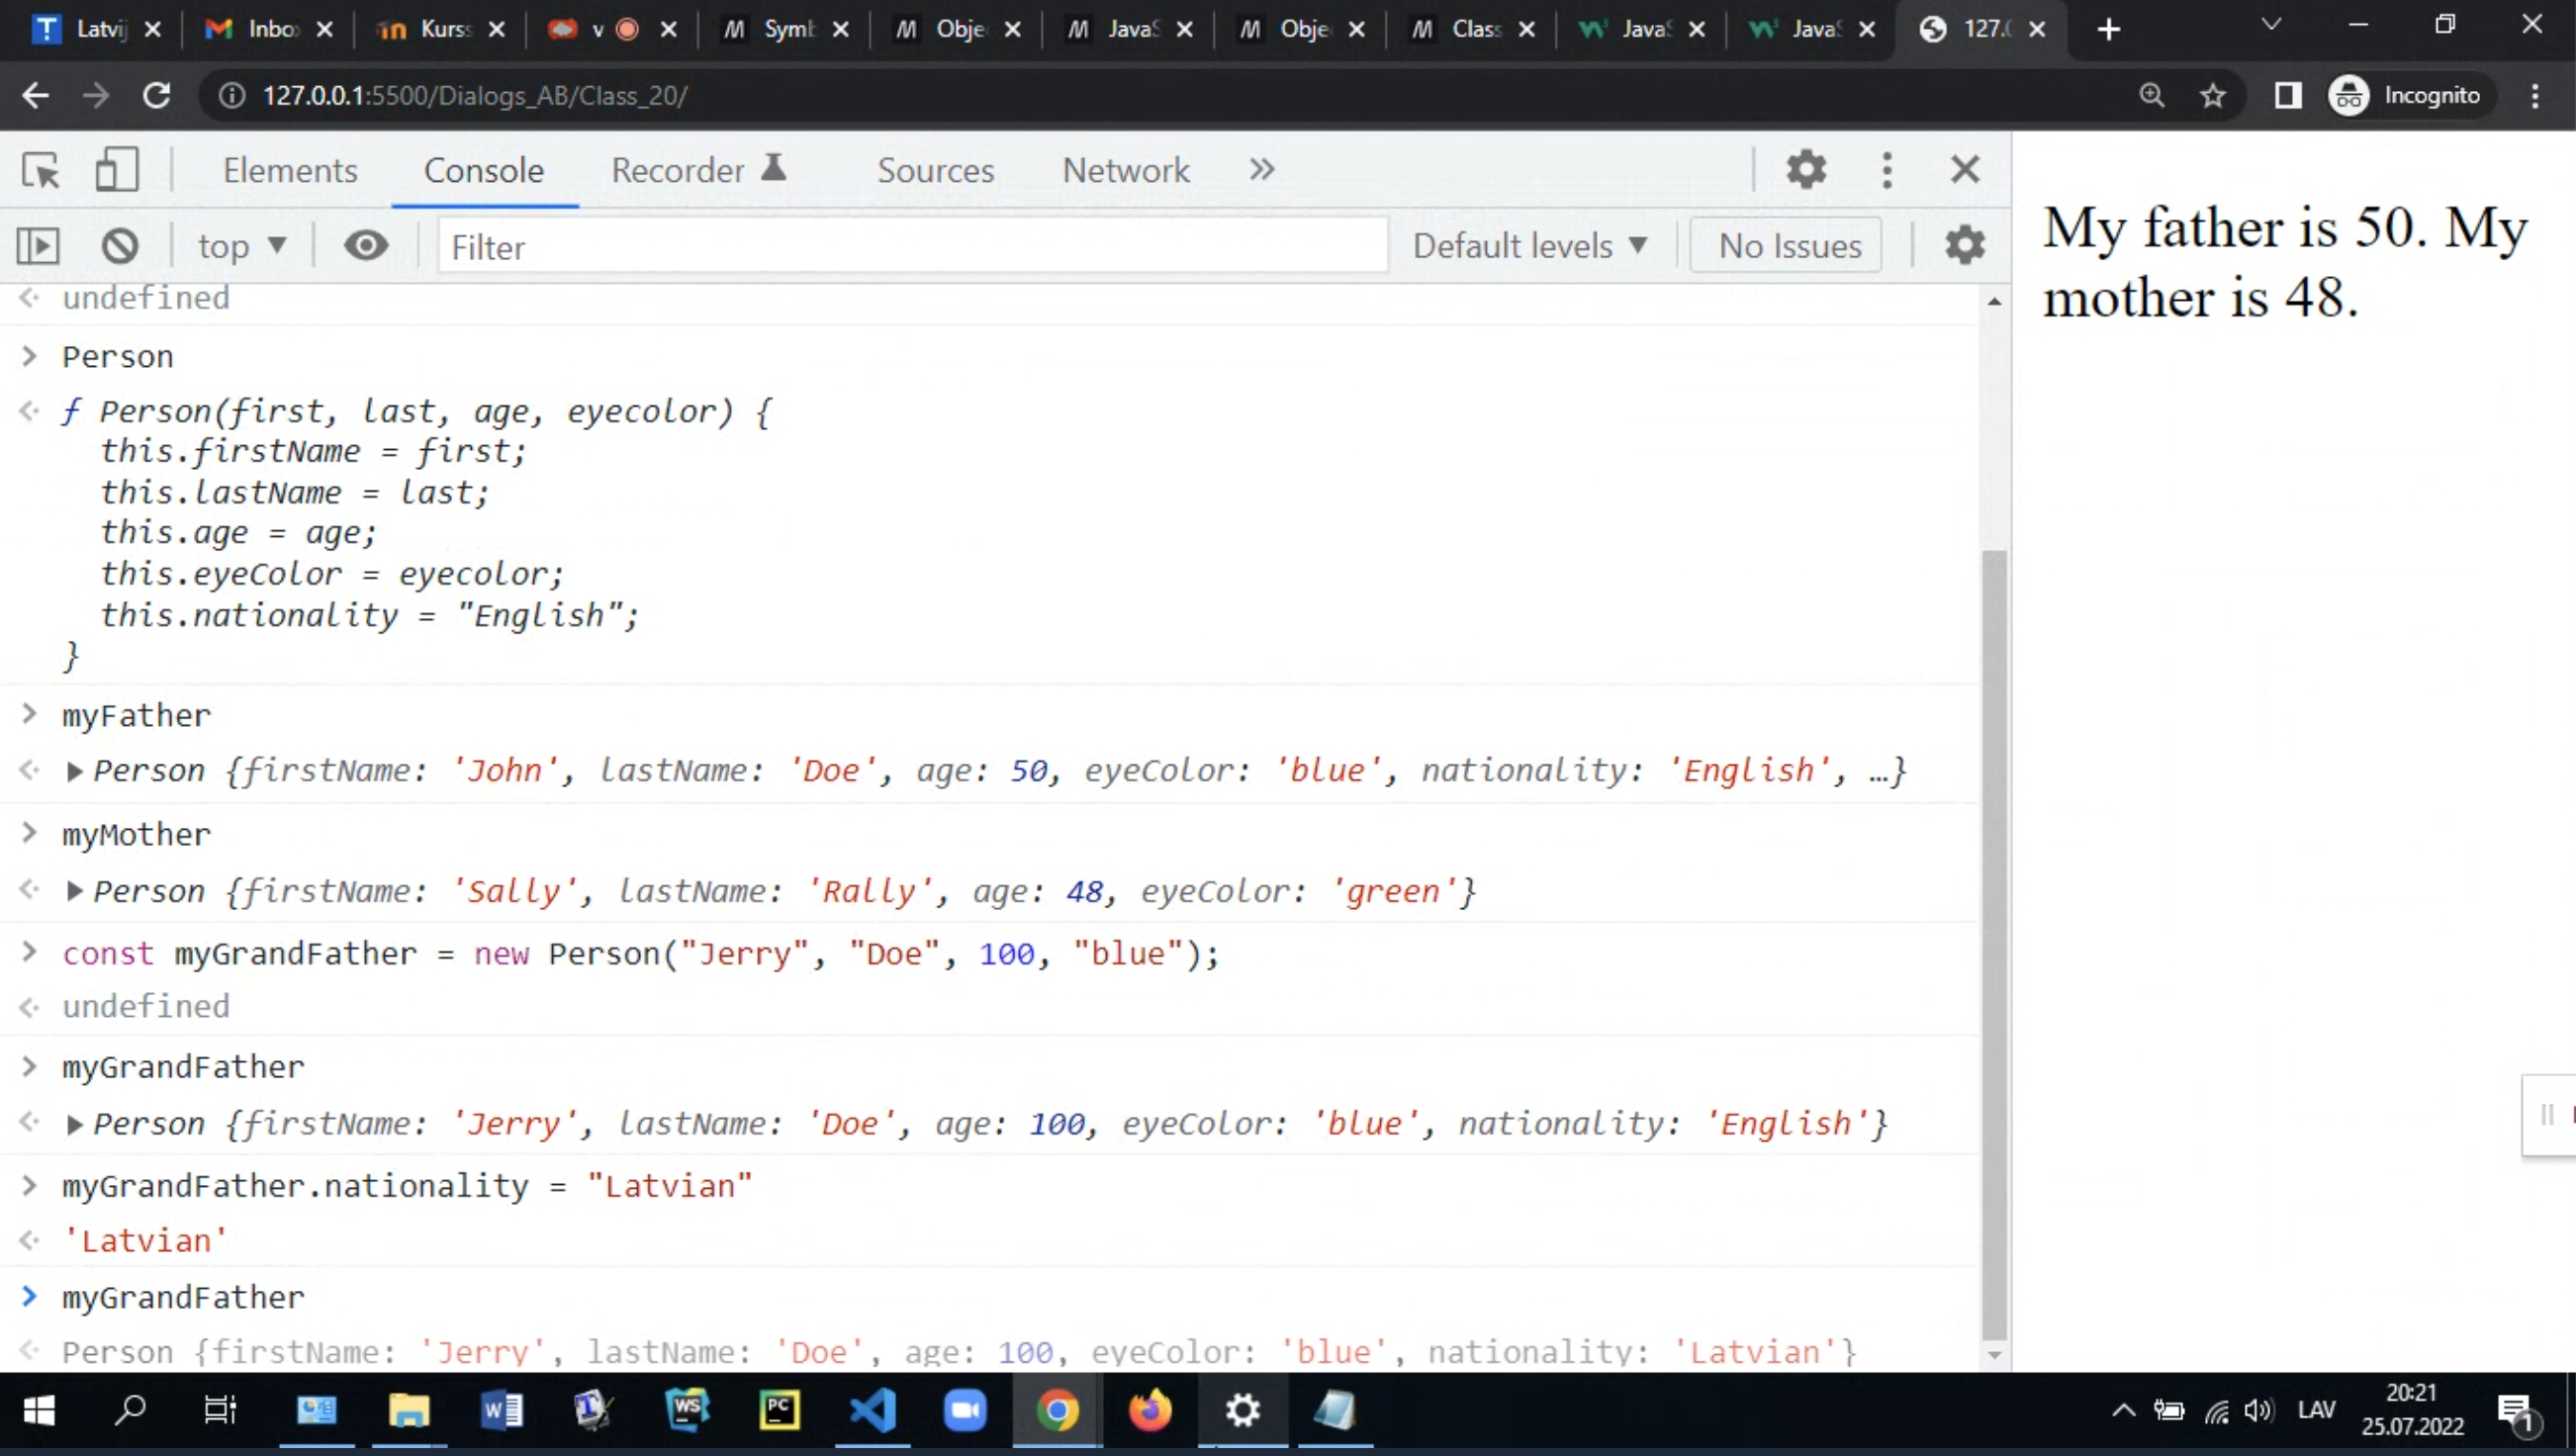 Latvij
Inbo
Kurss
v
Symb
Obje
JavaS
Obje
Class
JavaS
JavaS
127.0
127.0.0.1:5500/Dialogs_AB/Class_20/
Incognito
Elements
Console
Recorder
Sources
Network
top
Filter
Default levels
No Issues
undefined
Person
f Person(first, last, age, eyecolor) {
this.firstName = first;
this.lastName = last;
this.age = age;
this.eyeColor = eyecolor;
this.nationality = "English";
}
myFather
Person {firstName: 'John', lastName: 'Doe', age: 50, eyeColor: 'blue', nationality: 'English', …}
myMother
Person {firstName: 'Sally', lastName: 'Rally', age: 48, eyeColor: 'green'}
const myGrandFather = new Person("Jerry", "Doe", 100, "blue");
undefined
myGrandFather
Person {firstName: 'Jerry', lastName: 'Doe', age: 100, eyeColor: 'blue', nationality: 'English'}
myGrandFather.nationality = "Latvian"
'Latvian'
myGrandFather
Person {firstName: 'Jerry', lastName: 'Doe', age: 100, eyeColor: 'blue', nationality: 'Latvian'}
My father is 50. My
mother is 48.
LAV
20:21
25.07.2022
1